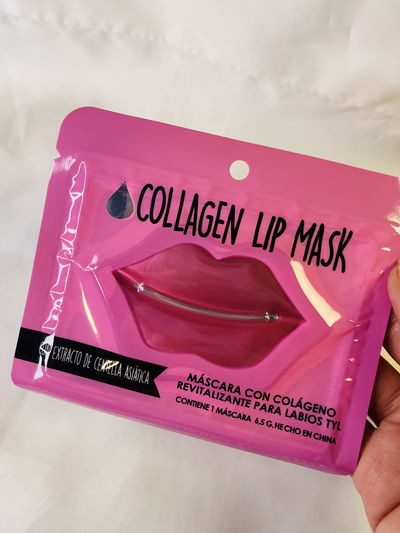 COLLAGEN LIP MASK
EXTRACTO DE CENTELLA ASIÁTICA
MÁSCARA CON COLÁGENO
REVITALIZANTE PARA LABIOS TYL
CONTIENE 1 MÁSCARA 6,5 G. HECHO EN CHINA